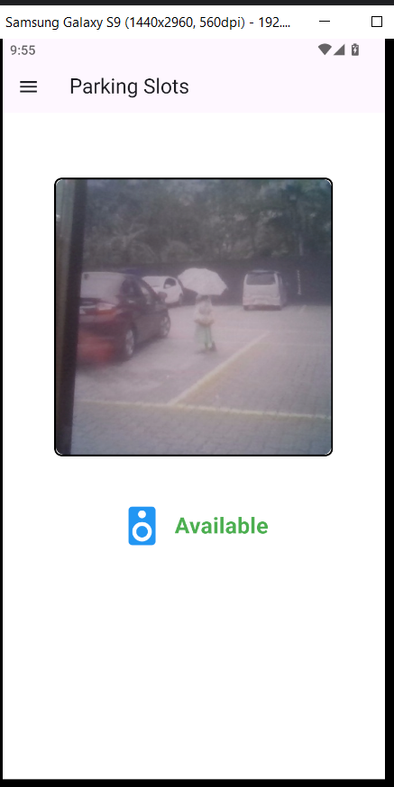 Samsung Galaxy S9 (1440x2960, 560dpi) - 192....
9:55
Parking Slots
Available